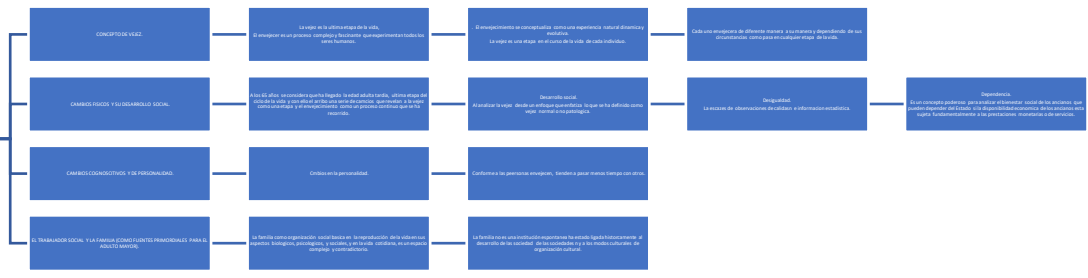 CONCEPTO DE VEJEZ.
La vejes es la ultima etapa de la vida,
El envejecer es un proceso complejo y fascinante que experimentan todos los
seres humanos.
. El envejecimiento se conceptualiza como una experiencia natural dinamica y
evolutiva.
La vejes es una etapa en el curso de la vida de cada individuo.
Cada uno envejecera de diferente manera a su manera y dependiendo de sus
circunstancias como pasa en cualquier etapa de la vida.
CAMBIOS FISICOS Y SU DESARROLLO SOCIAL
A los 65 años se considera que ha llegado la edad adulta tardia, ultima etapa del
ciclo de la vida y con ello el arribo una serie de que revelan a la vejez
como una etapa y el envejecimiento como un proceso continuo que se ha
recorrido.
Desarrollo social.
Al analizar la vejez desde un enfoque que enfatiza lo que se ha definido como
vejez normal o no patologica.
Desigualdad.
La escases de observaciones de calidad e informacion estadistica.
Dependencia.
Es un concepto poderoso para analizar el bienestar social de los ancianos que
pueden depender del Estado o la disponibilidad economica de los ancianos esta
sujeta fundamentalmente a las prestaciones monetarias o de servicios.
CAMBIOS COGNOSOTIVOS Y DE PERSONALIDAD.
Cmbios en la personalidad.
Conforme a las peersonas envejecen, tienden a pasar menos tiempo con otros.
EL TRABAJADOR SOCIAL Y LA FAMILIA (COMO FUENTES PRIMORDIALES PARA EL
ADULTO MAYOR).
La familia como organización social basica en la reproducción de la vida en sus
aspectos biologicos, psicologicos, y sociales, y en la vida cotidiana, es un espacio
complejo y contradictorio.
La familia no es una institución espontanea ha estado ligada historicamente al
desarrollo de las sociedad de las sociedades n y a los modos culturales de
organización cultural.